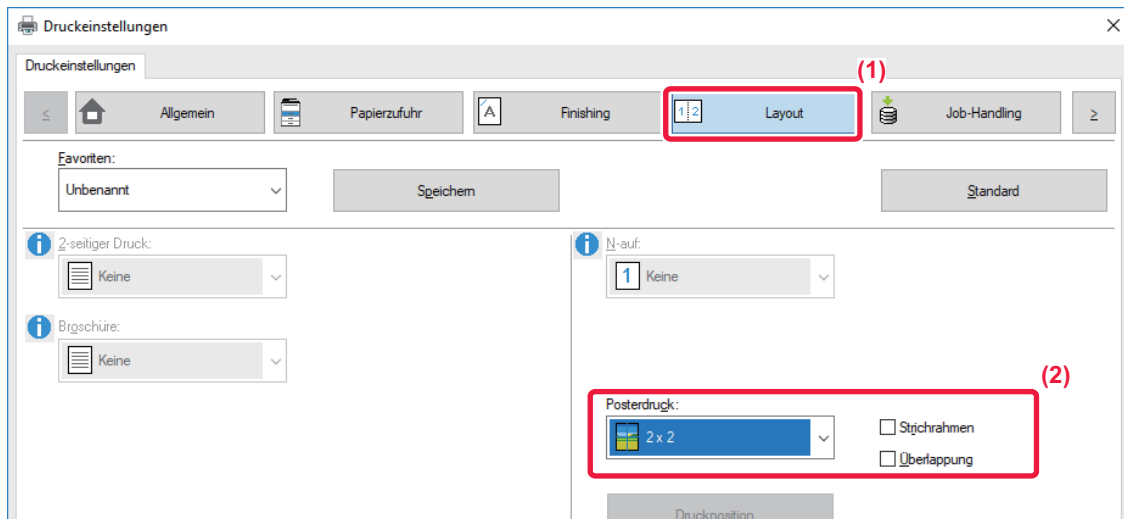 Druckeinstellungen
Druckeinstellungen
(1)
< Allgemein Papierzufuhr A Finishing 1 2 Layout Job-Handling >
Favoriten:
Unbenannt Speichern Standard
2-seitiger Druck: N-auf:
Keine 1 Keine
Broschüre:
Keine
(2)
Posterdruck:
2 x 2 Strichrahmen
Überlappung
Druckposition